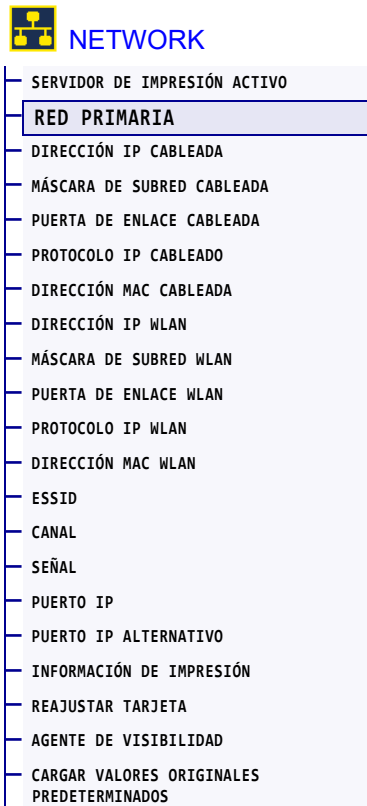 NETWORK
SERVIDOR DE IMPRESIÓN ACTIVO
RED PRIMARIA
DIRECCIÓN IP CABLEADA
MÁSCARA DE SUBRED CABLEADA
PUERTA DE ENLACE CABLEADA
PROTOCOLO IP CABLEADO
DIRECCIÓN MAC CABLEADA
DIRECCIÓN IP WLAN
MÁSCARA DE SUBRED WLAN
PUERTA DE ENLACE WLAN
PROTOCOLO IP WLAN
DIRECCIÓN MAC WLAN
ESSID
CANAL
SEÑAL
PUERTO IP
PUERTO IP ALTERNATIVO
INFORMACIÓN DE IMPRESIÓN
REAJUSTAR TARJETA
AGENTE DE VISIBILIDAD
CARGAR VALORES ORIGINALES
PREDETERMINADOS